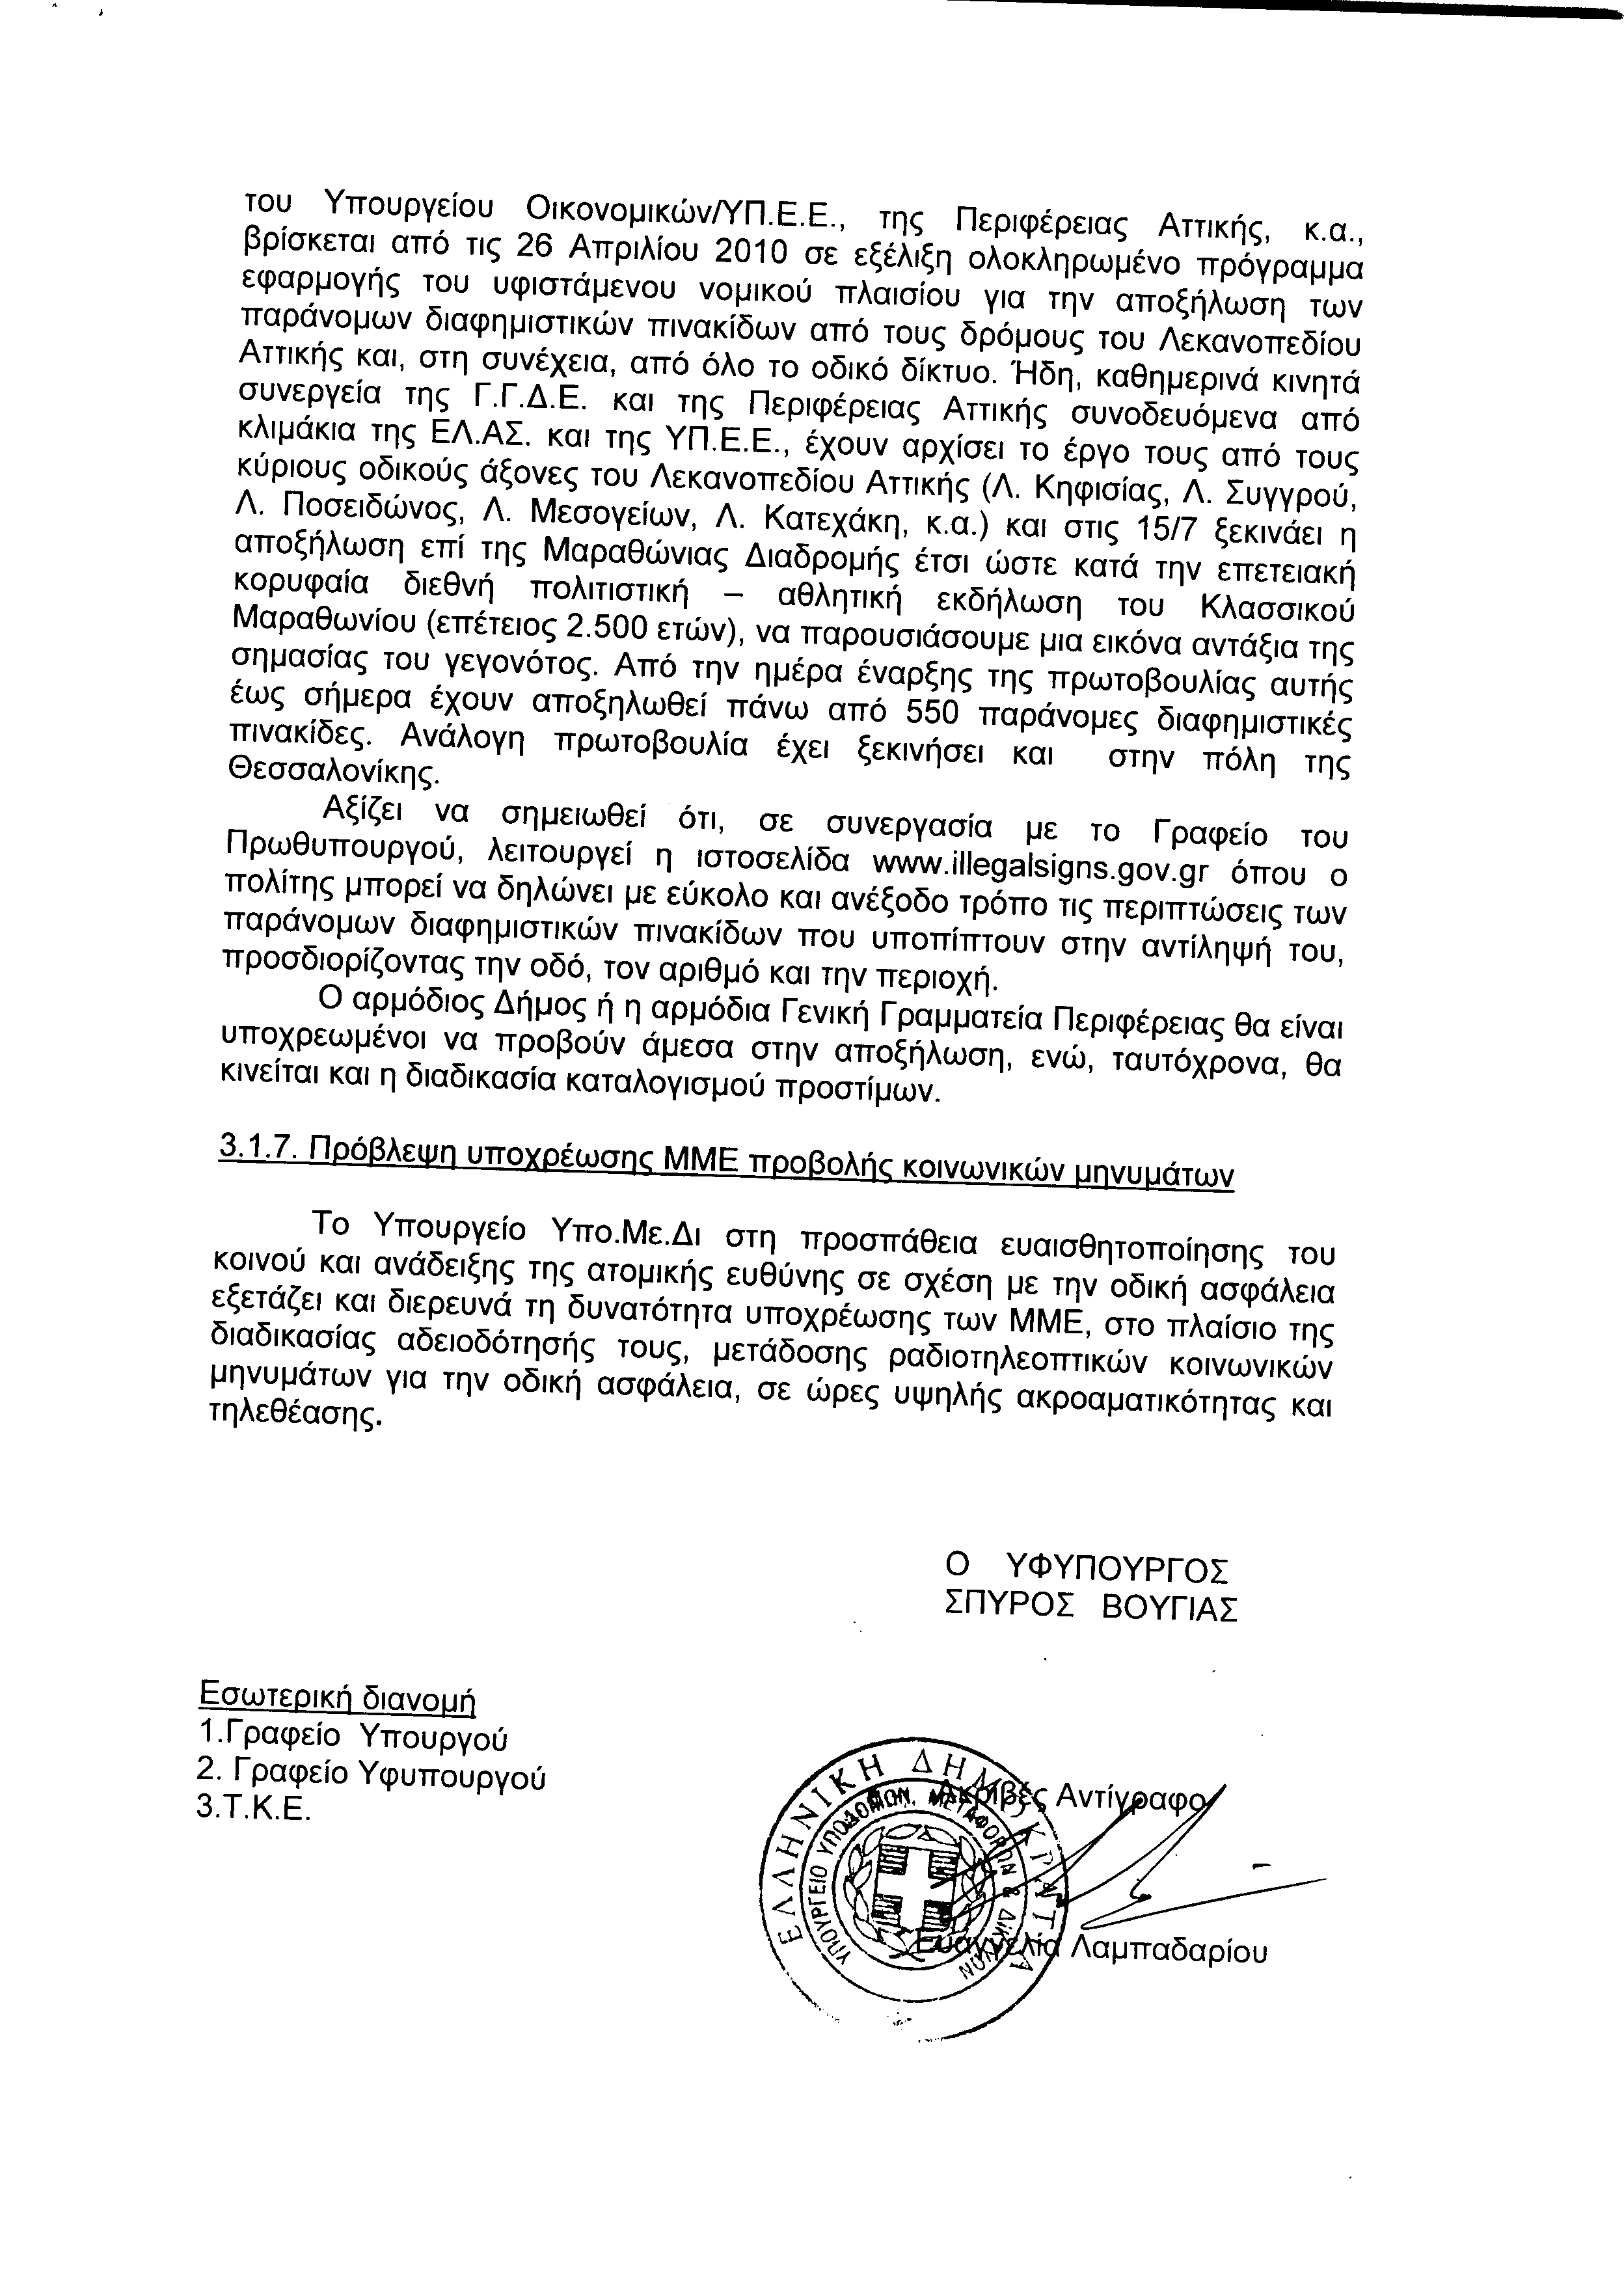 του Υπουργείου Οικονομικών/ΥΠ.Ε.Ε., της Περιφέρειας Αττικής, κ.α.,
βρίσκεται από τις 26 Απριλίου 2010 σε εξέλιξη ολοκληρωμένο πρόγραμμα
εφαρμογής του υφιστάμενου νομικού πλαισίου για την αποξήλωση των
παράνομων διαφημιστικών πινακίδων από τους δρόμους του Λεκανοπεδίου
Αττικής και, στη συνέχεια, από όλο το οδικό δίκτυο. Ήδη, καθημερινά κινητά
συνεργεία της Γ.Γ.Δ.Ε. και της Περιφέρειας Αττικής συνοδευόμενα από
κλιμάκια της ΕΛ.ΑΣ. και της ΥΠ.Ε.Ε., έχουν αρχίσει το έργο τους από τους
κύριους οδικούς άξονες του Λεκανοπεδίου Αττικής (Λ. Κηφισίας, Λ. Συγγρού,
Λ. Ποσειδώνος, Λ. Μεσογείων, Λ. Κατεχάκη, κ.α.) και στις 15/7 ξεκινάει η
αποξήλωση επί της Μαραθώνιας Διαδρομής έτσι ώστε κατά την επετειακή
κορυφαία διεθνή πολιτιστική – αθλητική εκδήλωση του Κλασσικού
Μαραθωνίου (επέτειος 2.500 ετών), να παρουσιάσουμε μια εικόνα αντάξια της
σημασίας του γεγονότος. Από την ημέρα έναρξης της πρωτοβουλίας αυτής
έως σήμερα έχουν αποξηλωθεί πάνω από 550 παράνομες διαφημιστικές
πινακίδες. Ανάλογη πρωτοβουλία έχει ξεκινήσει και στην πόλη της
Θεσσαλονίκης.
Αξίζει να σημειωθεί ότι, σε συνεργασία με το Γραφείο του
Πρωθυπουργού, λειτουργεί η ιστοσελίδα www.illegalsigns.gov.gr όπου ο
πολίτης μπορεί να δηλώνει με εύκολο και ανέξοδο τρόπο τις περιπτώσεις των
παράνομων διαφημιστικών πινακίδων που υποπίπτουν στην αντίληψή του,
προσδιορίζοντας την οδό, τον αριθμό και την περιοχή.
Ο αρμόδιος Δήμος ή η αρμόδια Γενική Γραμματεία Περιφέρειας θα είναι
υποχρεωμένοι να προβούν άμεσα στην αποξήλωση, ενώ, ταυτόχρονα, θα
κινείται και η διαδικασία καταλογισμού προστίμων.
3.1.7. Πρόβλεψη υποχρέωσης ΜΜΕ προβολής κοινωνικών μηνυμάτων
Το Υπουργείο Υπο.Με.Δι στη προσπάθεια ευαισθητοποίησης του
κοινού και ανάδειξης της ατομικής ευθύνης σε σχέση με την οδική ασφάλεια
εξετάζει και διερευνά τη δυνατότητα υποχρέωσης των ΜΜΕ, στο πλαίσιο της
διαδικασίας αδειοδότησής τους, μετάδοσης ραδιοτηλεοπτικών κοινωνικών
μηνυμάτων για την οδική ασφάλεια, σε ώρες υψηλής ακροαματικότητας και
τηλεθέασης.
Ο ΥΦΥΠΟΥΡΓΟΣ
ΣΠΥΡΟΣ ΒΟΥΓΙΑΣ
Εσωτερική διανομή
1.Γραφείο Υπουργού
2. Γραφείο Υφυπουργού
3.Τ.Κ.Ε.
Ακριβές Αντίγραφο
ΕΛΛΗΝΙΚΗ ΔΗΜΟΚΡΑΤΙΑ
ΥΠΟΥΡΓΕΙΟ ΥΠΟΔΟΜΩΝ, ΜΕΤΑΦΟΡΩΝ & ΔΙΚΤΥΩΝ
Ευαγγελία Λαμπαδαρίου